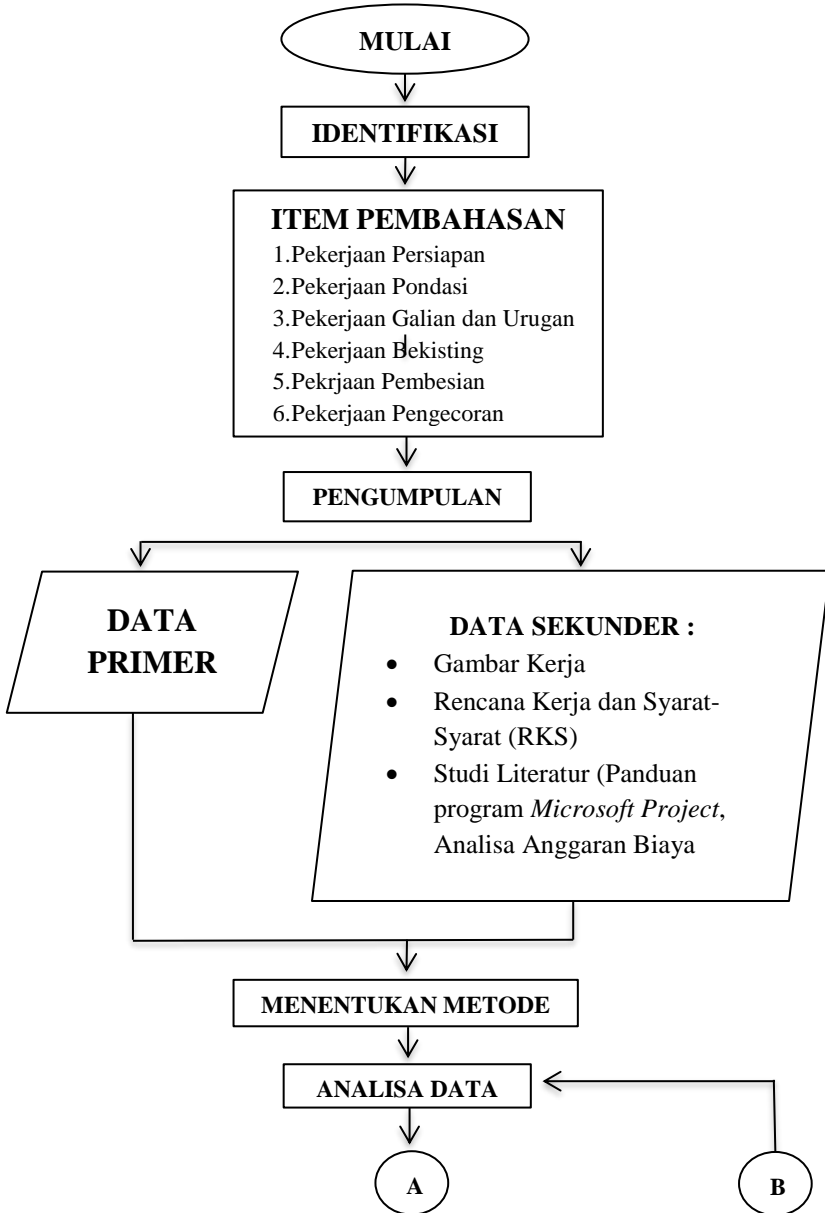 MULAI
IDENTIFIKASI
ITEM PEMBAHASAN
1.Pekerjaan Persiapan
2.Pekerjaan Pondasi
3.Pekerjaan Galian dan Urugan
4.Pekerjaan Bekisting
5.Pekrjaan Pembesian
6.Pekerjaan Pengecoran
PENGUMPULAN
DATA
PRIMER
DATA SEKUNDER :
• Gambar Kerja
• Rencana Kerja dan Syarat-
Syarat (RKS)
• Studi Literatur (Panduan
program Microsoft Project,
Analisa Anggaran Biaya
MENENTUKAN METODE
ANALISA DATA
A
B